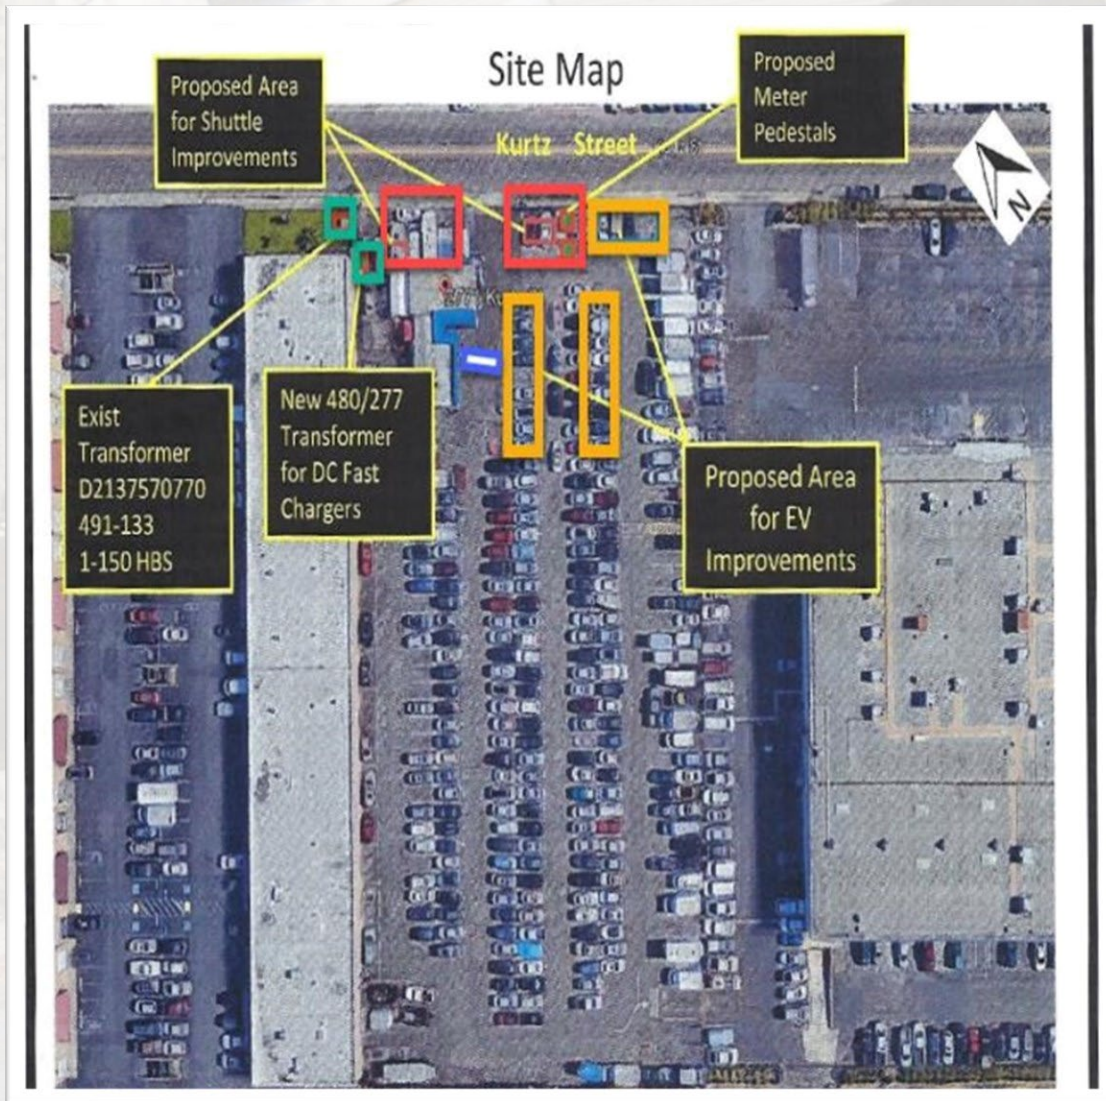 Site Map
Proposed Area
for Shuttle
Improvements
Proposed
Meter
Pedestals
Kurtz Street
N
Exist
Transformer
D2137570770
491-133
1-150 HBS
New 480/277
Transformer
for DC Fast
Chargers
Proposed Area
for EV
Improvements